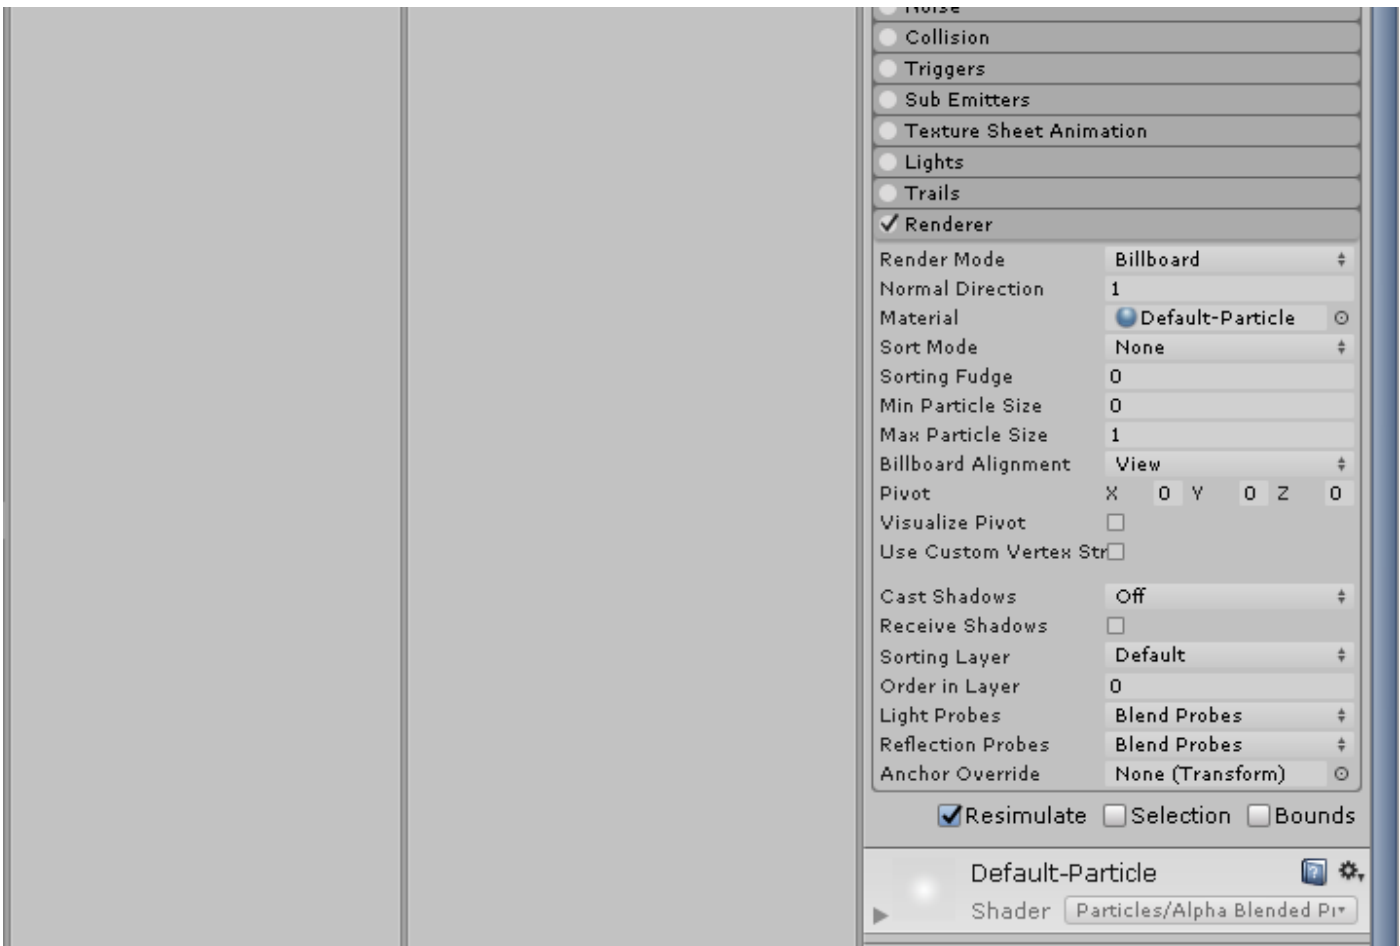 Noise
Collision
Triggers
Sub Emitters
Texture Sheet Animation
Lights
Trails
Renderer
Render Mode Billboard
Normal Direction 1
Material Default-Particle
Sort Mode None
Sorting Fudge 0
Min Particle Size 0
Max Particle Size 1
Billboard Alignment View
Pivot X 0 Y 0 Z 0
Visualize Pivot
Use Custom Vertex Str
Cast Shadows Off
Receive Shadows
Sorting Layer Default
Order in Layer 0
Light Probes Blend Probes
Reflection Probes Blend Probes
Anchor Override None (Transform)
Resimulate Selection Bounds
Default-Particle
Shader Particles/Alpha Blended Pr